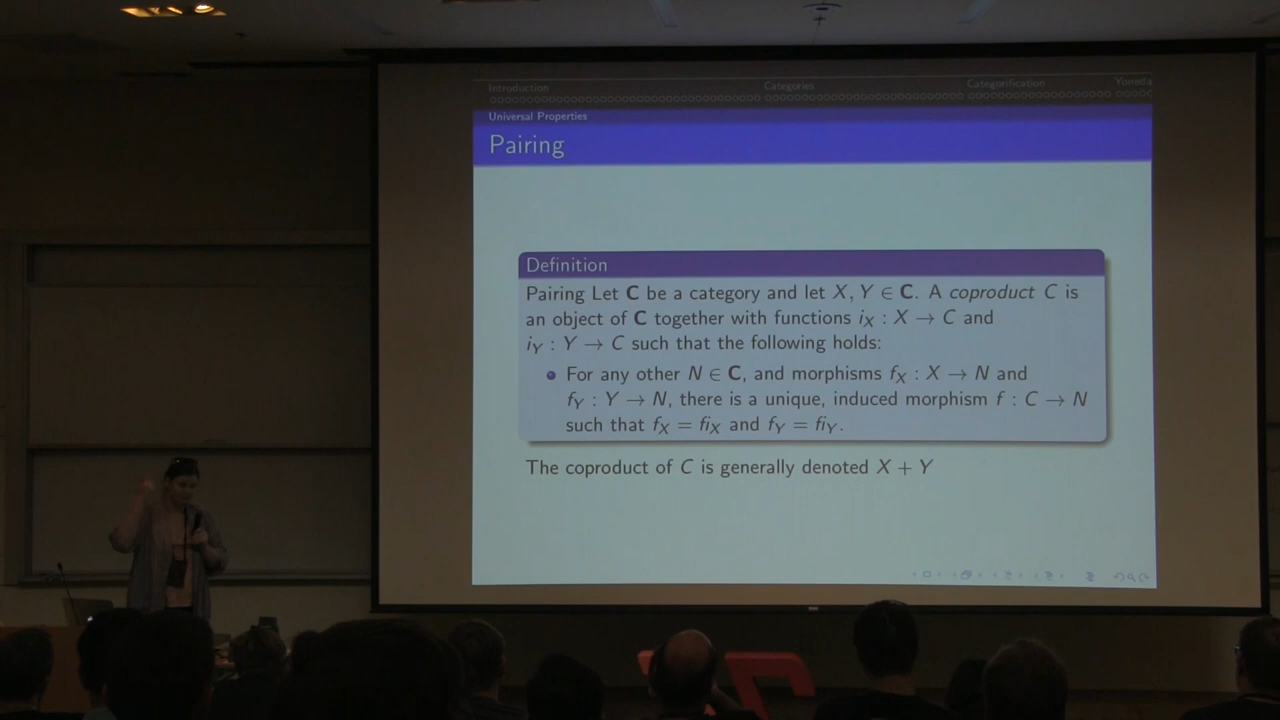 Introduction Categories Categorification Yoneda
Universal Properties
Pairing
Definition
Pairing Let C be a category and let X, Y ∈ C. A coproduct C is
an object of C together with functions i_X : X → C and
i_Y : Y → C such that the following holds:
For any other N ∈ C, and morphisms f_X : X → N and
f_Y : Y → N, there is a unique, induced morphism f : C → N
such that f_X = fi_X and f_Y = fi_Y.
The coproduct of C is generally denoted X + Y